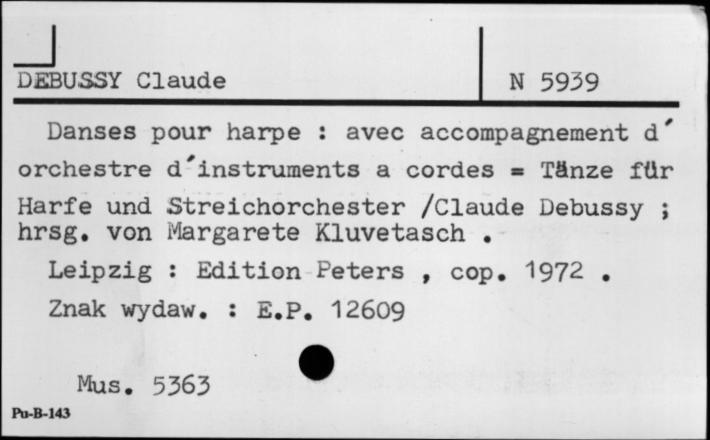 DEBUSSY Claude
N 5939
Danses pour harpe : avec accompagnement d´
orchestre d´instruments a cordes = Tänze für
Harfe und Streichorchester /Claude Debussy ;
hrsg. von Margarete Kluvetasch .
Leipzig : Edition Peters , cop. 1972 .
Znak wydaw. : E.P. 12609
Mus. 5363
Pu-B-143